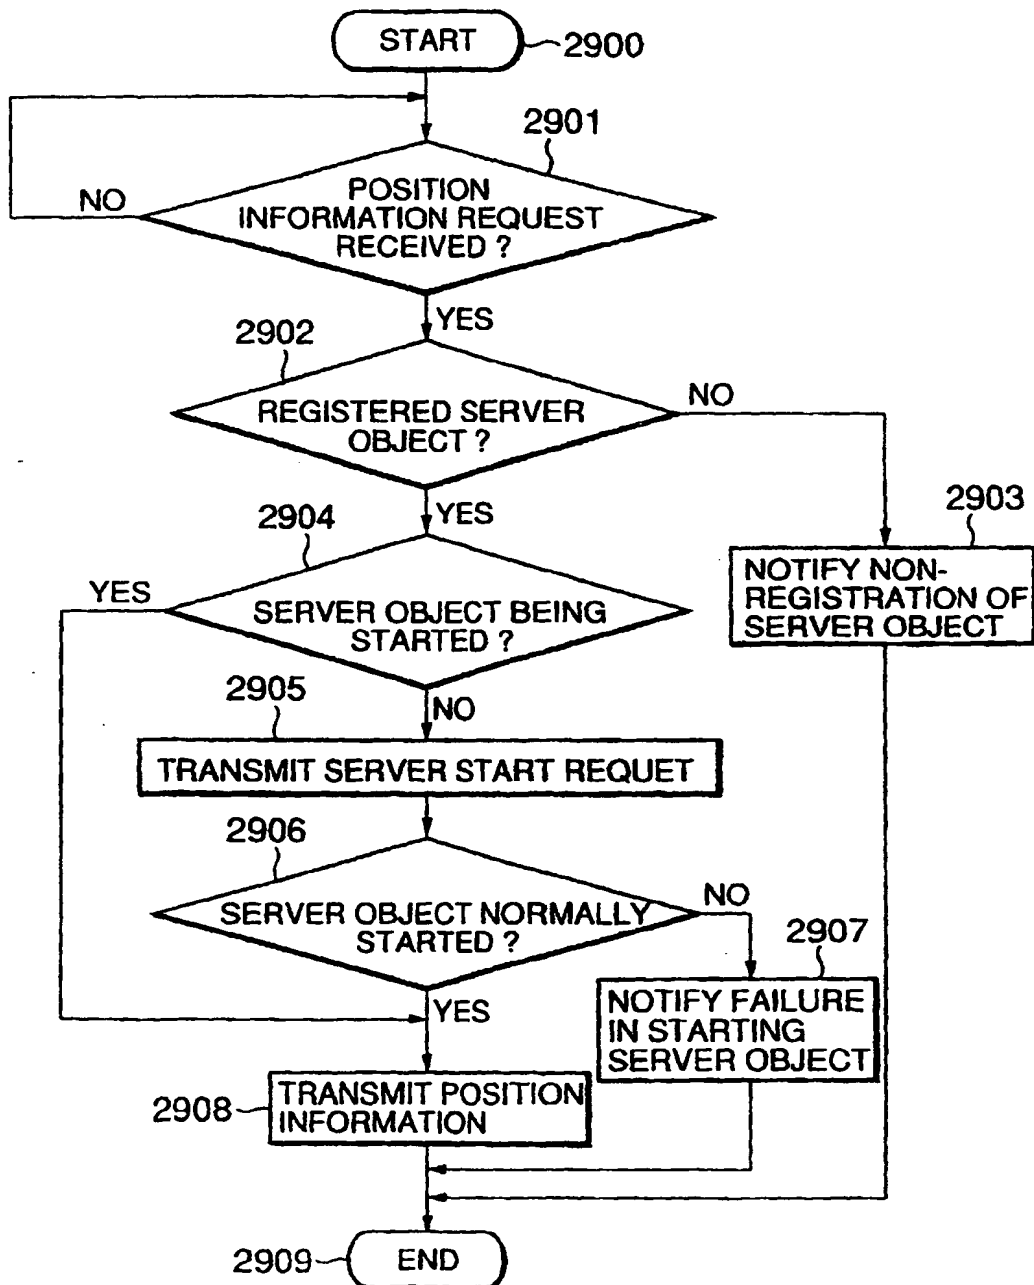 START
2900
2901
NO
POSITION
INFORMATION REQUEST
RECEIVED ?
YES
2902
NO
REGISTERED SERVER
OBJECT ?
2904
YES
2903
NOTIFY NON-
REGISTRATION OF
SERVER OBJECT
YES
SERVER OBJECT BEING
STARTED ?
2905
NO
TRANSMIT SERVER START REQUET
2906
NO
SERVER OBJECT NORMALLY
STARTED ?
2907
YES
NOTIFY FAILURE
IN STARTING
SERVER OBJECT
2908
TRANSMIT POSITION
INFORMATION
2909
END